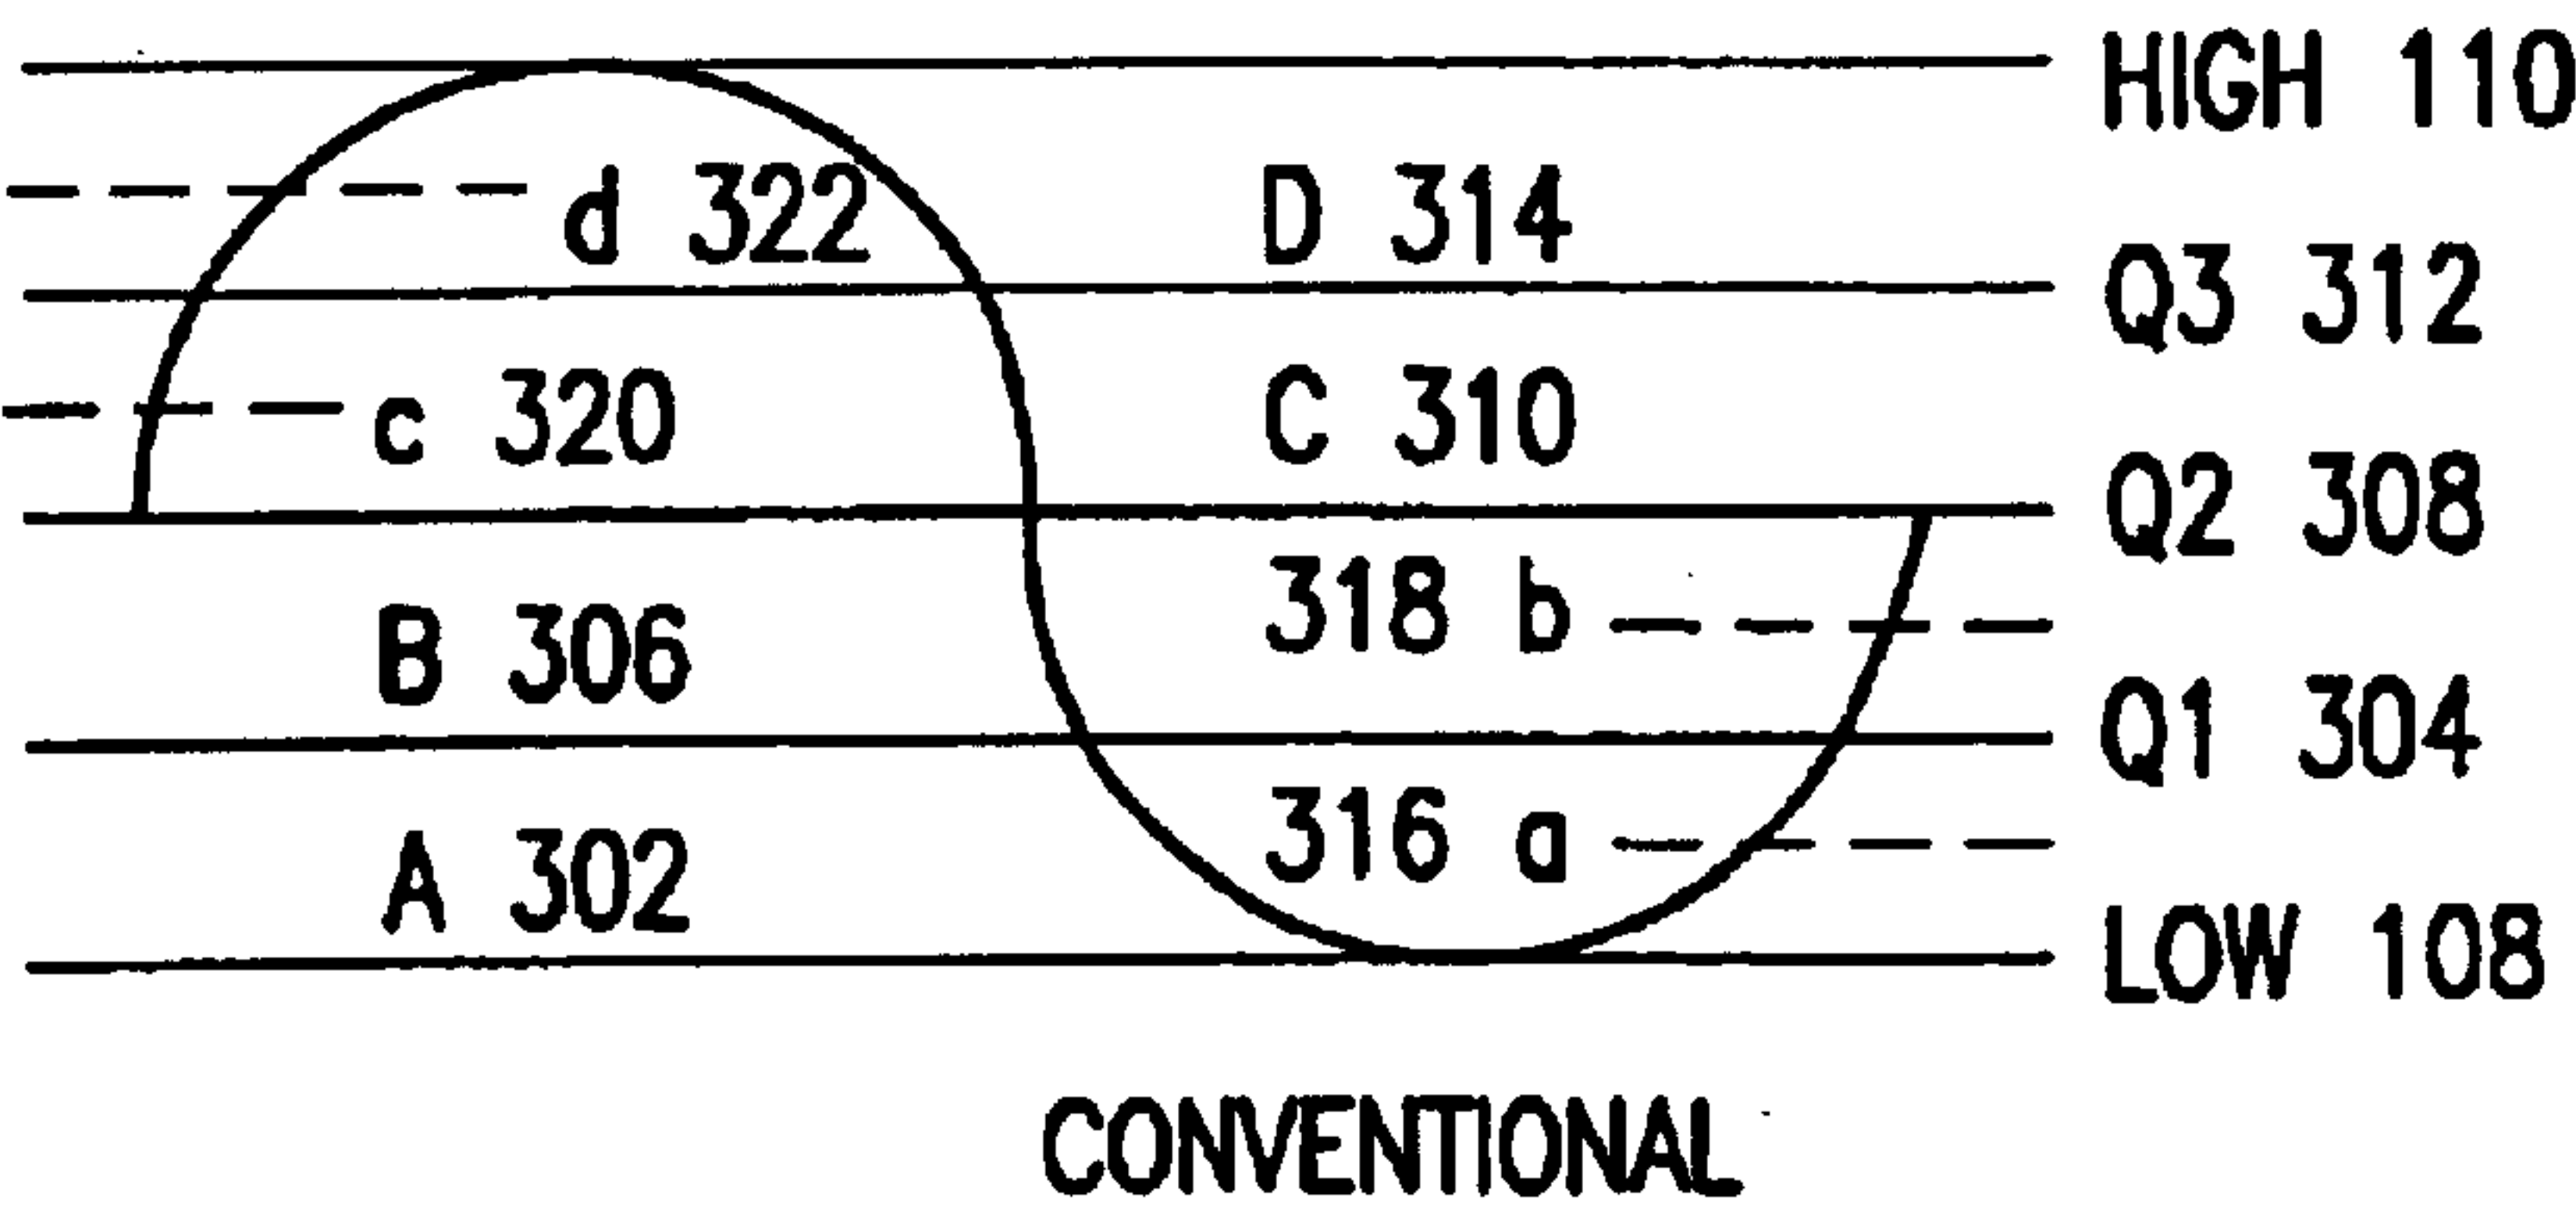 HIGH 110
d 322 D 314
Q3 312
c 320 C 310
Q2 308
318 b
B 306
Q1 304
316 a
A 302
LOW 108
CONVENTIONAL